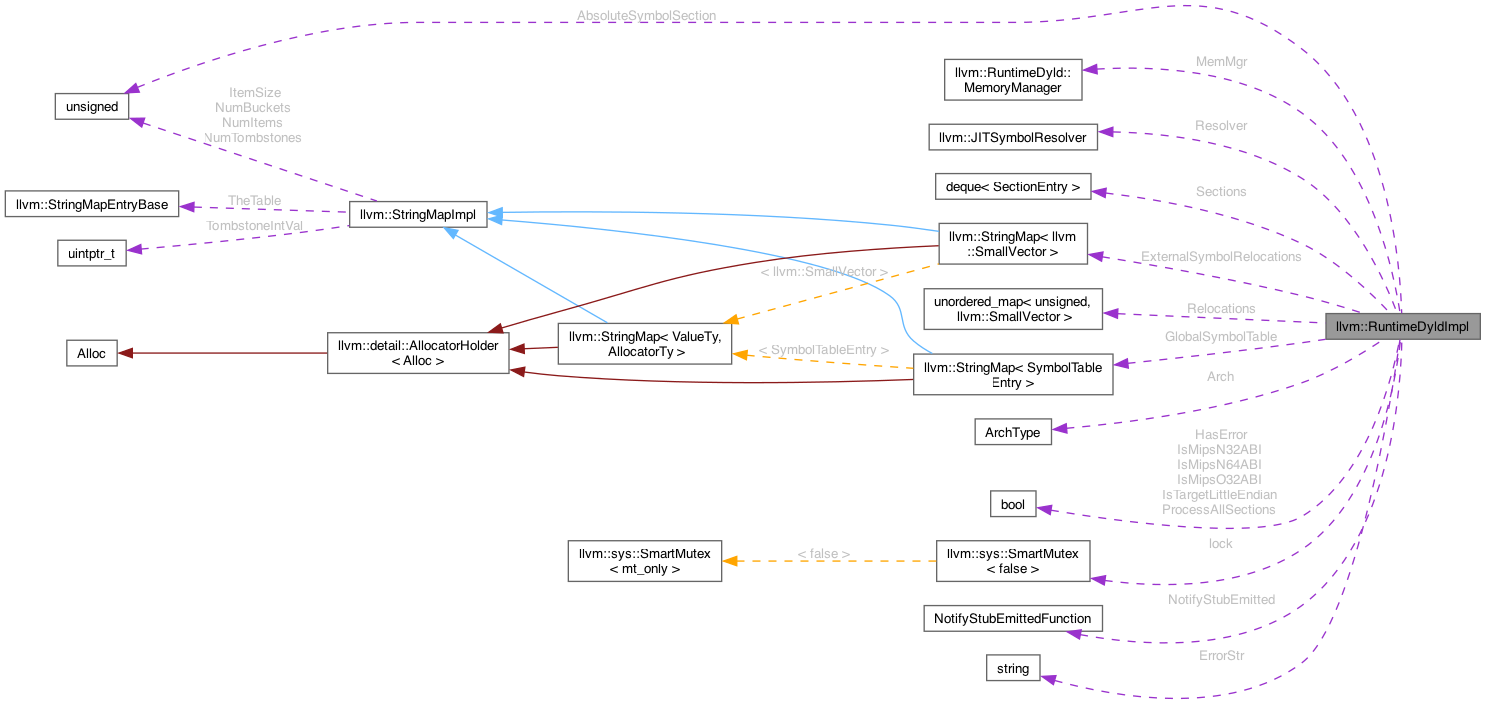 AbsoluteSymbolSection
MemMgr
llvm::RuntimeDyld::
MemoryManager
unsigned
ItemSize
NumBuckets
NumItems
NumTombstones
Resolver
llvm::JITSymbolResolver
deque< SectionEntry >
Sections
llvm::StringMapEntryBase
TheTable
llvm::StringMapImpl
TombstoneIntVal
uintptr_t
llvm::StringMap< llvm
::SmallVector >
ExternalSymbolRelocations
< llvm::SmallVector >
unordered_map< unsigned,
llvm::SmallVector >
Relocations
llvm::RuntimeDyldImpl
GlobalSymbolTable
Alloc
llvm::detail::AllocatorHolder
< Alloc >
llvm::StringMap< ValueTy,
AllocatorTy >
< SymbolTableEntry >
llvm::StringMap< SymbolTable
Entry >
Arch
ArchType
HasError
IsMipsN32ABI
IsMipsN64ABI
IsMipsO32ABI
IsTargetLittleEndian
ProcessAllSections
bool
lock
llvm::sys::SmartMutex
< mt_only >
< false >
llvm::sys::SmartMutex
< false >
NotifyStubEmitted
NotifyStubEmittedFunction
ErrorStr
string